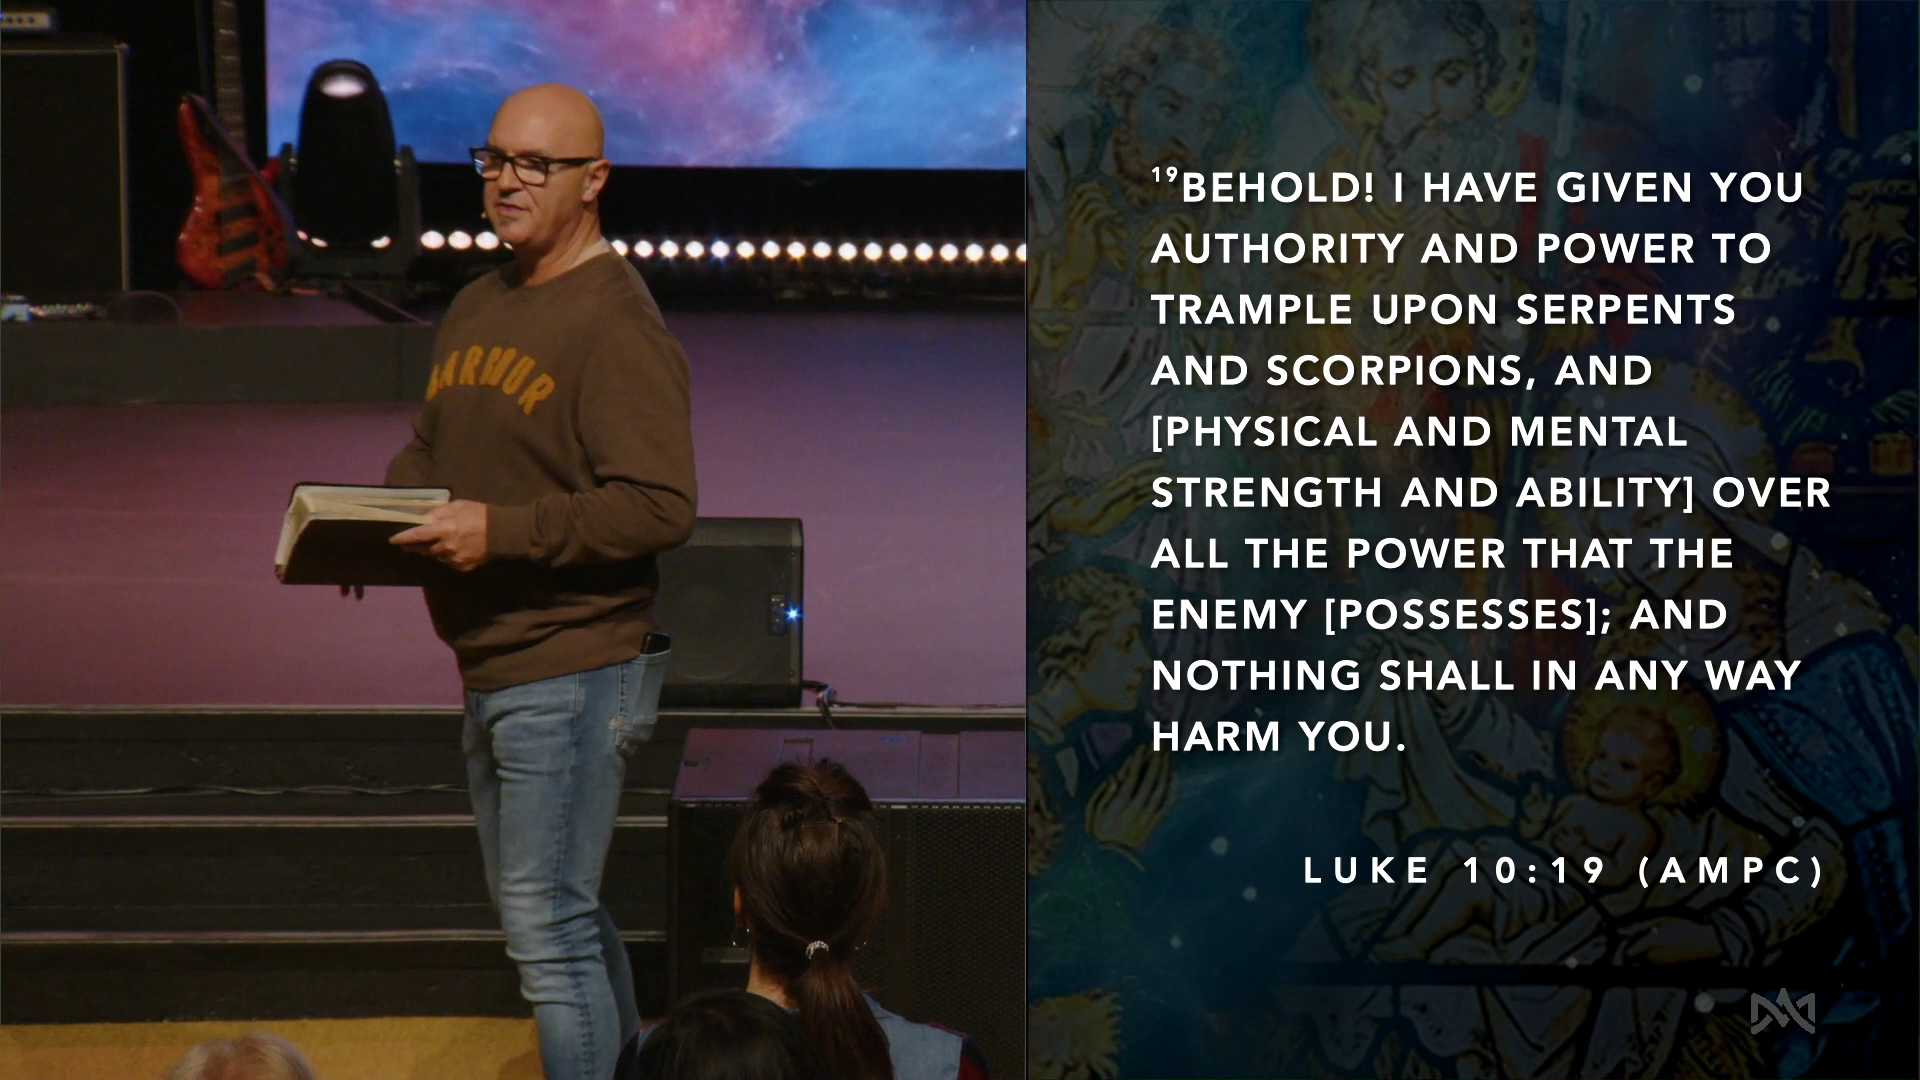 BARBOUR
¹⁹BEHOLD! I HAVE GIVEN YOU
AUTHORITY AND POWER TO
TRAMPLE UPON SERPENTS
AND SCORPIONS, AND
[PHYSICAL AND MENTAL
STRENGTH AND ABILITY] OVER
ALL THE POWER THAT THE
ENEMY [POSSESSES]; AND
NOTHING SHALL IN ANY WAY
HARM YOU.
LUKE 10:19 (AMPC)